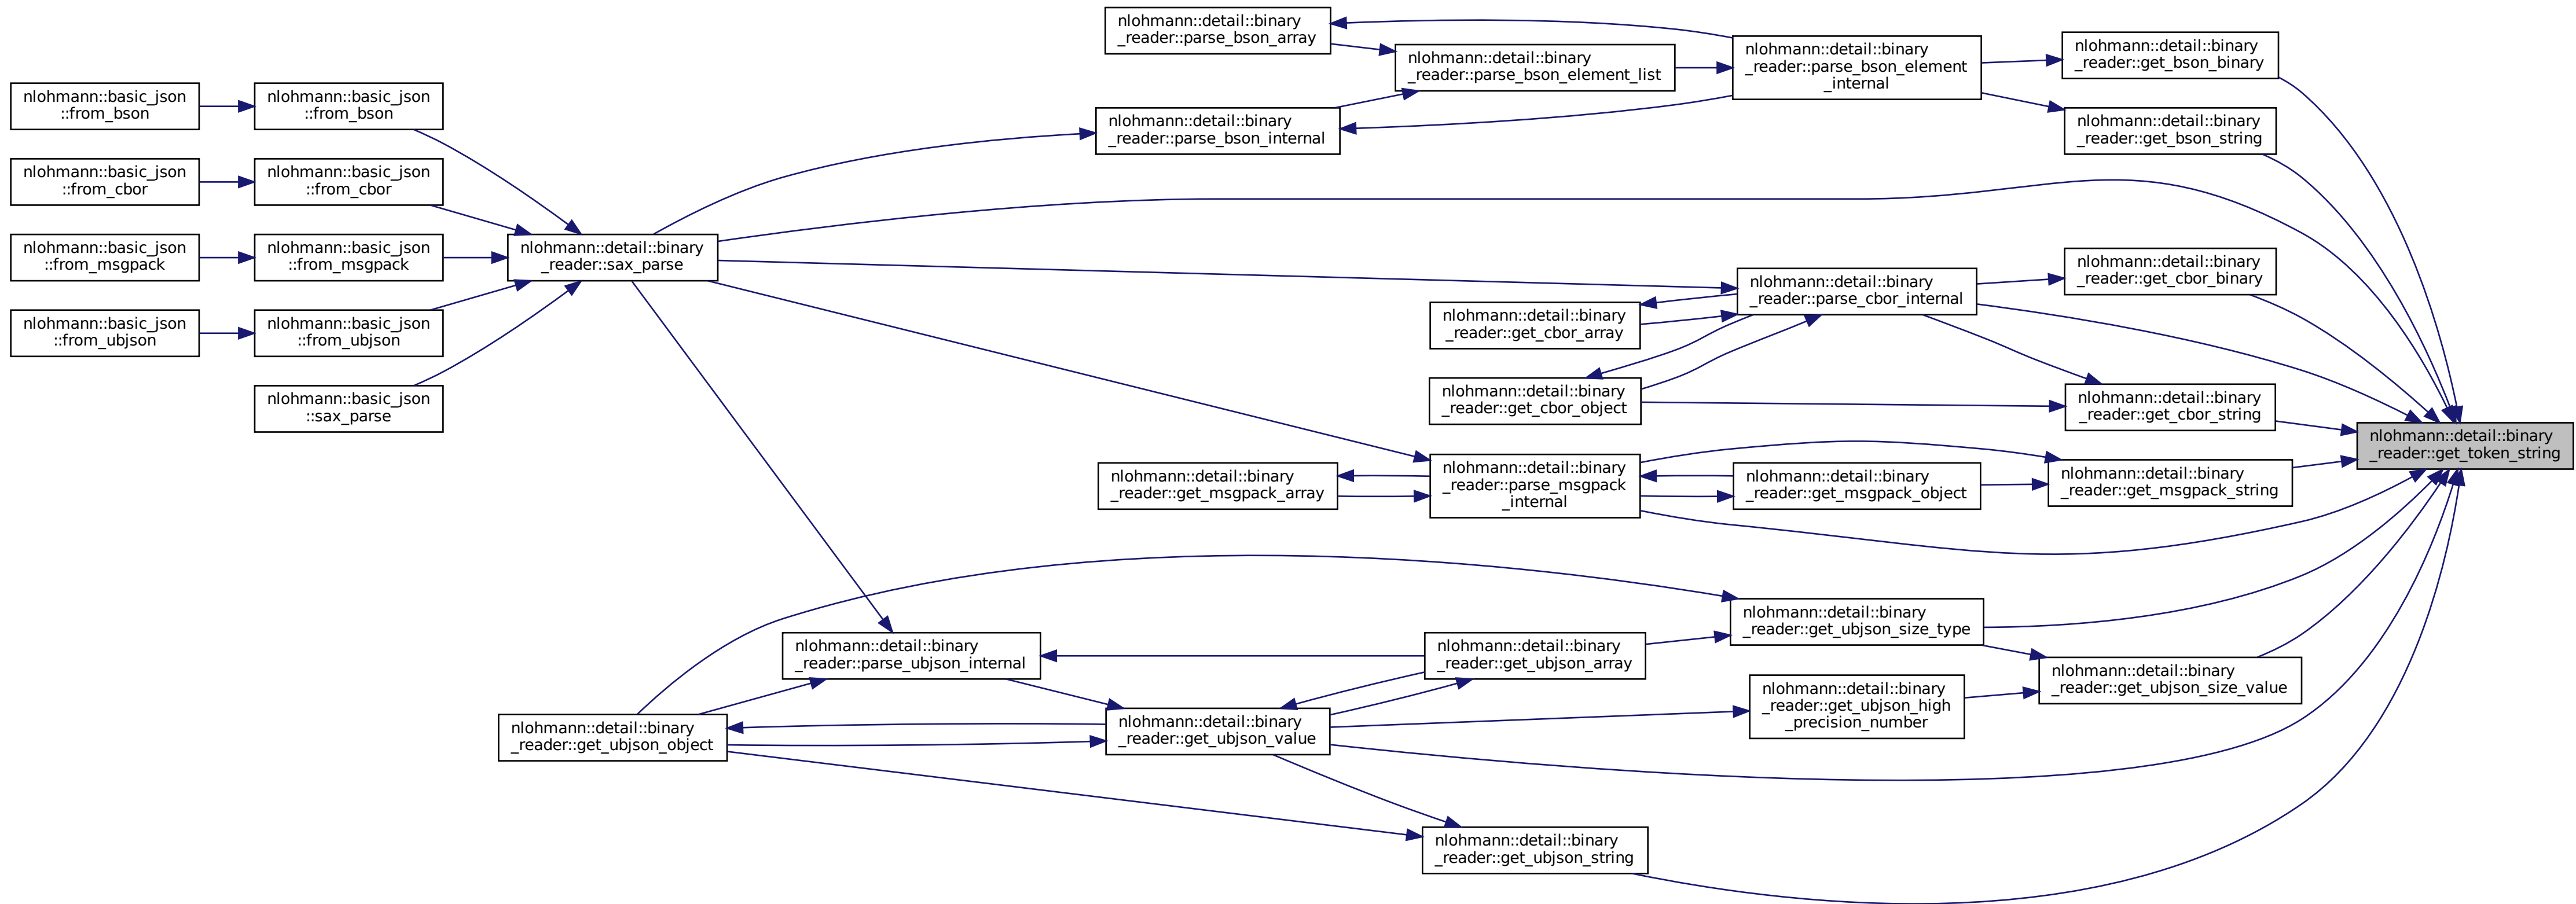 nlohmann::detail::binary
_reader::parse_bson_array
nlohmann::detail::binary
_reader::parse_bson_element_list
nlohmann::detail::binary
_reader::parse_bson_element
_internal
nlohmann::detail::binary
_reader::get_bson_binary
nlohmann::basic_json
::from_bson
nlohmann::basic_json
::from_bson
nlohmann::detail::binary
_reader::parse_bson_internal
nlohmann::detail::binary
_reader::get_bson_string
nlohmann::basic_json
::from_cbor
nlohmann::basic_json
::from_cbor
nlohmann::basic_json
::from_msgpack
nlohmann::basic_json
::from_msgpack
nlohmann::detail::binary
_reader::sax_parse
nlohmann::detail::binary
_reader::parse_cbor_internal
nlohmann::detail::binary
_reader::get_cbor_binary
nlohmann::basic_json
::from_ubjson
nlohmann::basic_json
::from_ubjson
nlohmann::detail::binary
_reader::get_cbor_array
nlohmann::basic_json
::sax_parse
nlohmann::detail::binary
_reader::get_cbor_object
nlohmann::detail::binary
_reader::get_cbor_string
nlohmann::detail::binary
_reader::get_token_string
nlohmann::detail::binary
_reader::get_msgpack_array
nlohmann::detail::binary
_reader::parse_msgpack
_internal
nlohmann::detail::binary
_reader::get_msgpack_object
nlohmann::detail::binary
_reader::get_msgpack_string
nlohmann::detail::binary
_reader::get_ubjson_size_type
nlohmann::detail::binary
_reader::parse_ubjson_internal
nlohmann::detail::binary
_reader::get_ubjson_array
nlohmann::detail::binary
_reader::get_ubjson_size_value
nlohmann::detail::binary
_reader::get_ubjson_high
_precision_number
nlohmann::detail::binary
_reader::get_ubjson_object
nlohmann::detail::binary
_reader::get_ubjson_value
nlohmann::detail::binary
_reader::get_ubjson_string